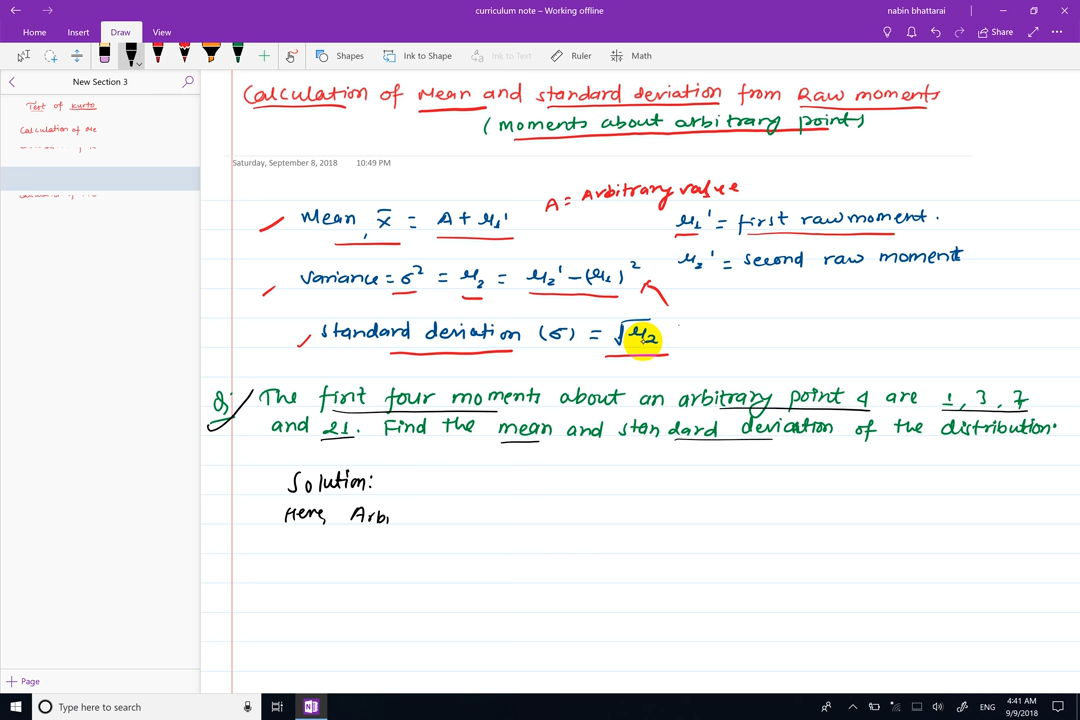 curriculum note – Working offline
nabin bhattarai
Home Insert Draw View
Share
Shapes
Ink to Shape
Ink to Text
Ruler
Math
New Section 3
Test of kurto
Calculation of Me
Calculation of Mean and standard deviation from Raw moments
(moments about arbitrary point)
Saturday, September 8, 2018 10:49 PM
A = Arbitrary value
Mean, x̄ = A + μ₁'
μ₁' = first raw moment.
μ₂' = second raw moment
variance = σ² = μ₂ = μ₂' – (μ₁')²
standard deviation (σ) = √μ₂
Q: The first four moments about an arbitrary point 4 are 1, 3, 7
and 21. Find the mean and standard deviation of the distribution.
Solution:
Here, Arbi
Page
Type here to search
ENG
4:41 AM
9/9/2018